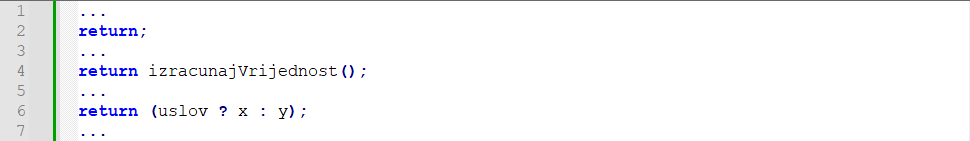 1 ...
2 return;
3 ...
4 return izracunajVrijednost();
5 ...
6 return (uslov ? x : y);
7 ...